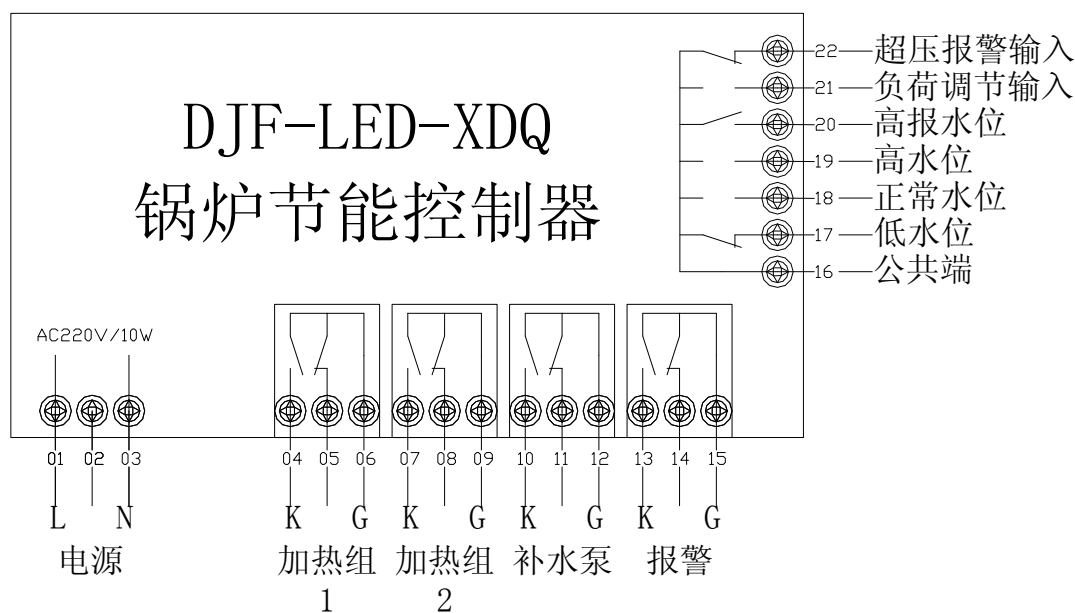 DJF-LED-XDQ
锅炉节能控制器
22 超压报警输入
21 负荷调节输入
20 高报水位
19 高水位
18 正常水位
17 低水位
16 公共端
AC220V/10W
01 02 03 04 05 06 07 08 09 10 11 12 13 14 15
L N K G K G K G K G
电源 加热组 加热组 补水泵 报警
1 2